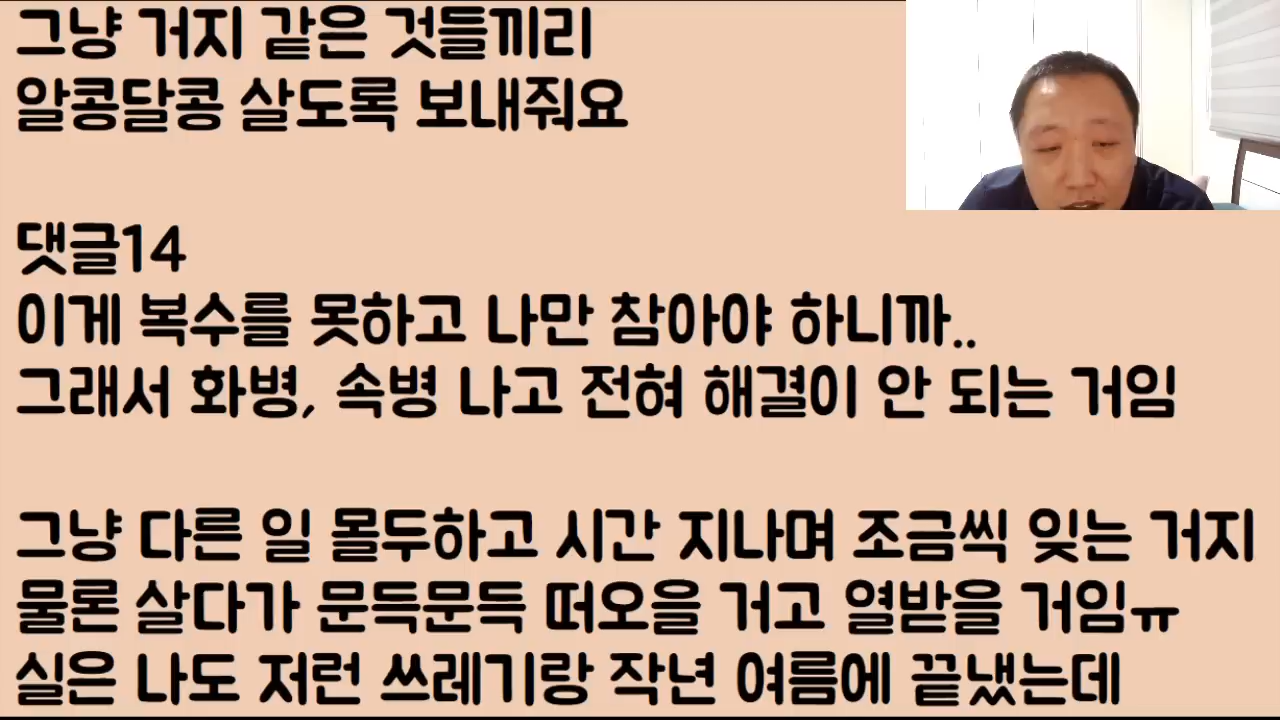 그냥 거지 같은 것들끼리
알콩달콩 살도록 보내줘요
댓글14
이게 복수를 못하고 나만 참아야 하니까..
그래서 화병, 속병 나고 전혀 해결이 안 되는 거임
그냥 다른 일 몰두하고 시간 지나며 조금씩 잊는 거지
물론 살다가 문득문득 떠오을 거고 열받을 거임ㅠ
실은 나도 저런 쓰레기랑 작년 여름에 끝냈는데